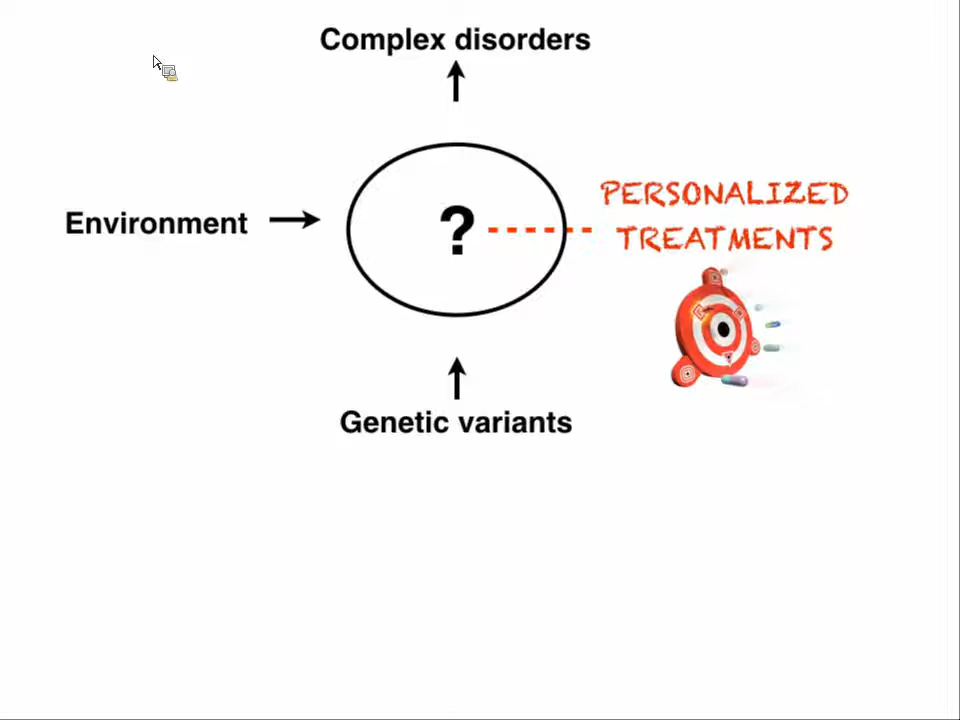 Complex disorders
Environment
?
PERSONALIZED
TREATMENTS
Genetic variants